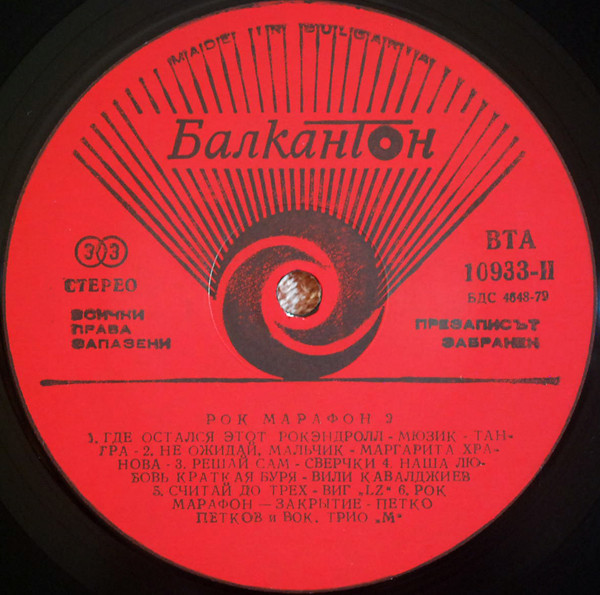 MADE IN BULGARIA
Балкантон
33
СТЕРЕО
ВСИЧКИ
ПРАВА
ЗАПАЗЕНИ
ВТА
10933-II
БДС 4648-79
ПРЕЗАПИСЪТ
ЗАБРАНЕН
РОК МАРАФОН 3
1. ГДЕ ОСТАЛСЯ ЭТОТ РОКЭНДРОЛЛ - МЮЗИК - ТАН-
ГРА - 2. НЕ ОЖИДАЙ, МАЛЬЧИК - МАРГАРИТА ХРА-
НОВА - 3. РЕШАЙ САМ - СВЕРЧКИ 4. НАША ЛЮ-
БОВЬ КРАТКАЯ БУРЯ - ВИЛИ КАВАЛДЖИЕВ
5. СЧИТАЙ ДО ТРЕХ - ВИГ „LZ“ 6. РОК
МАРАФОН — ЗАКРЫТИЕ - ПЕТКО
ПЕТКОВ и ВОК. ТРИО „М“